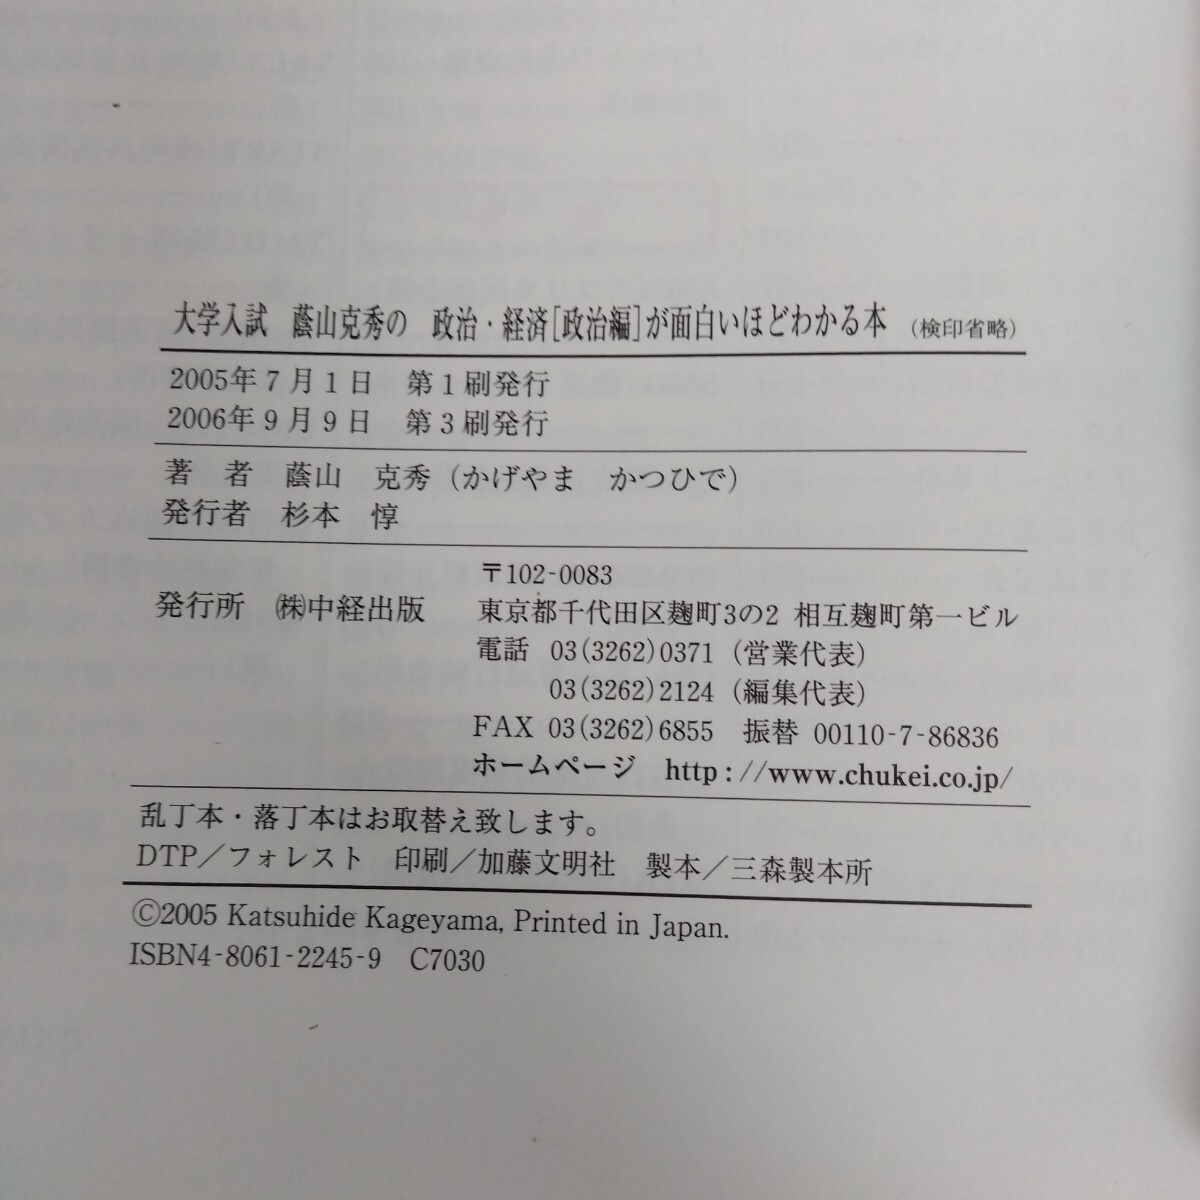 大学入試　蔭山克秀の　政治・経済[政治編]が面白いほどわかる本　（検印省略）
2005年7月1日　第1刷発行
2006年9月9日　第3刷発行
著　者　蔭山　克秀（かげやま　かつひで）
発行者　杉本　惇
〒102-0083
発行所　㈱中経出版　東京都千代田区麹町3の2 相互麹町第一ビル
電話　03(3262)0371（営業代表）
03(3262)2124（編集代表）
FAX 03(3262)6855　振替 00110-7-86836
ホームページ　http://www.chukei.co.jp/
乱丁本・落丁本はお取替え致します。
DTP／フォレスト　印刷／加藤文明社　製本／三森製本所
©2005 Katsuhide Kageyama, Printed in Japan.
ISBN4-8061-2245-9　C7030